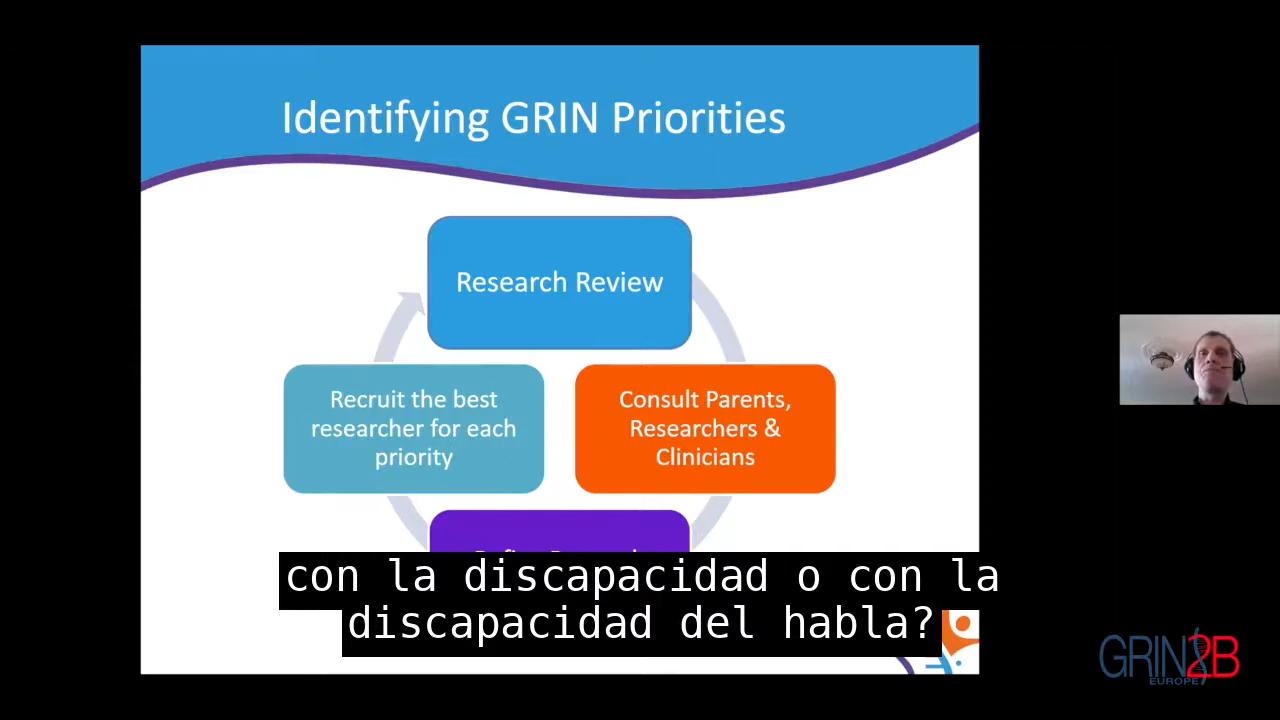 Identifying GRIN Priorities
Research Review
Recruit the best
researcher for each
priority
Consult Parents,
Researchers &
Clinicians
con la discapacidad o con la
discapacidad del habla?
GRIN2B
EUROPE